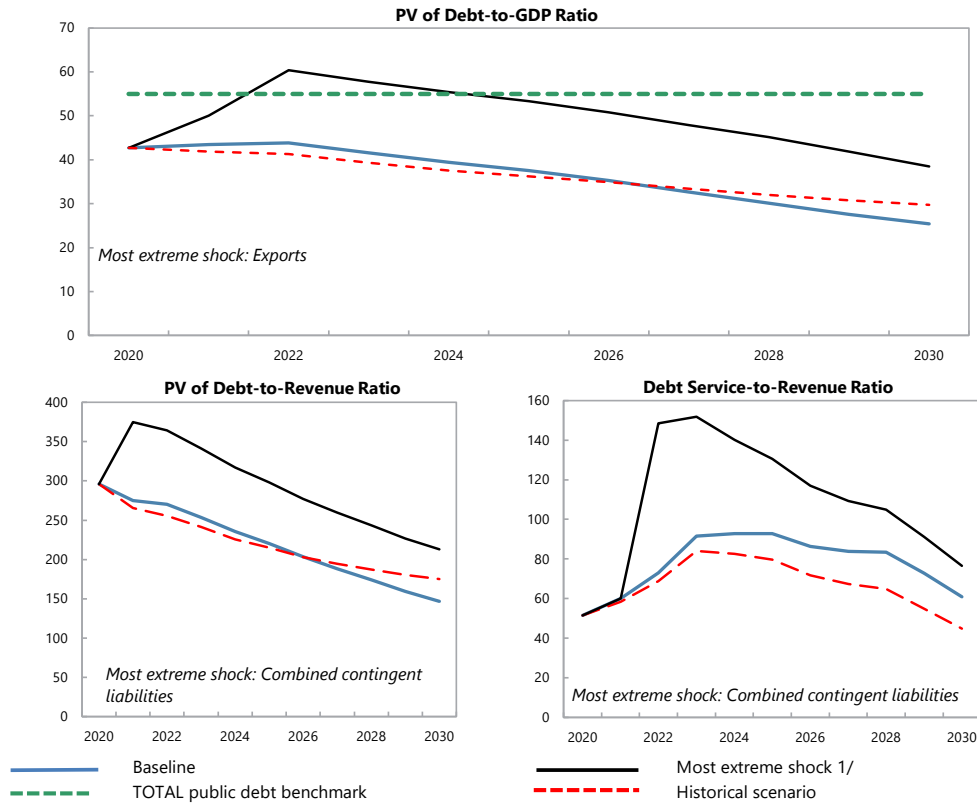 PV of Debt-to-GDP Ratio
70
60
50
40
30
20
10
0
Most extreme shock: Exports
2020 2022 2024 2026 2028 2030
PV of Debt-to-Revenue Ratio
400
350
300
250
200
150
100
50
0
Most extreme shock: Combined contingent
liabilities
2020 2022 2024 2026 2028 2030
Debt Service-to-Revenue Ratio
160
140
120
100
80
60
40
20
0
Most extreme shock: Combined contingent liabilities
2020 2022 2024 2026 2028 2030
Baseline
Most extreme shock 1/
TOTAL public debt benchmark
Historical scenario